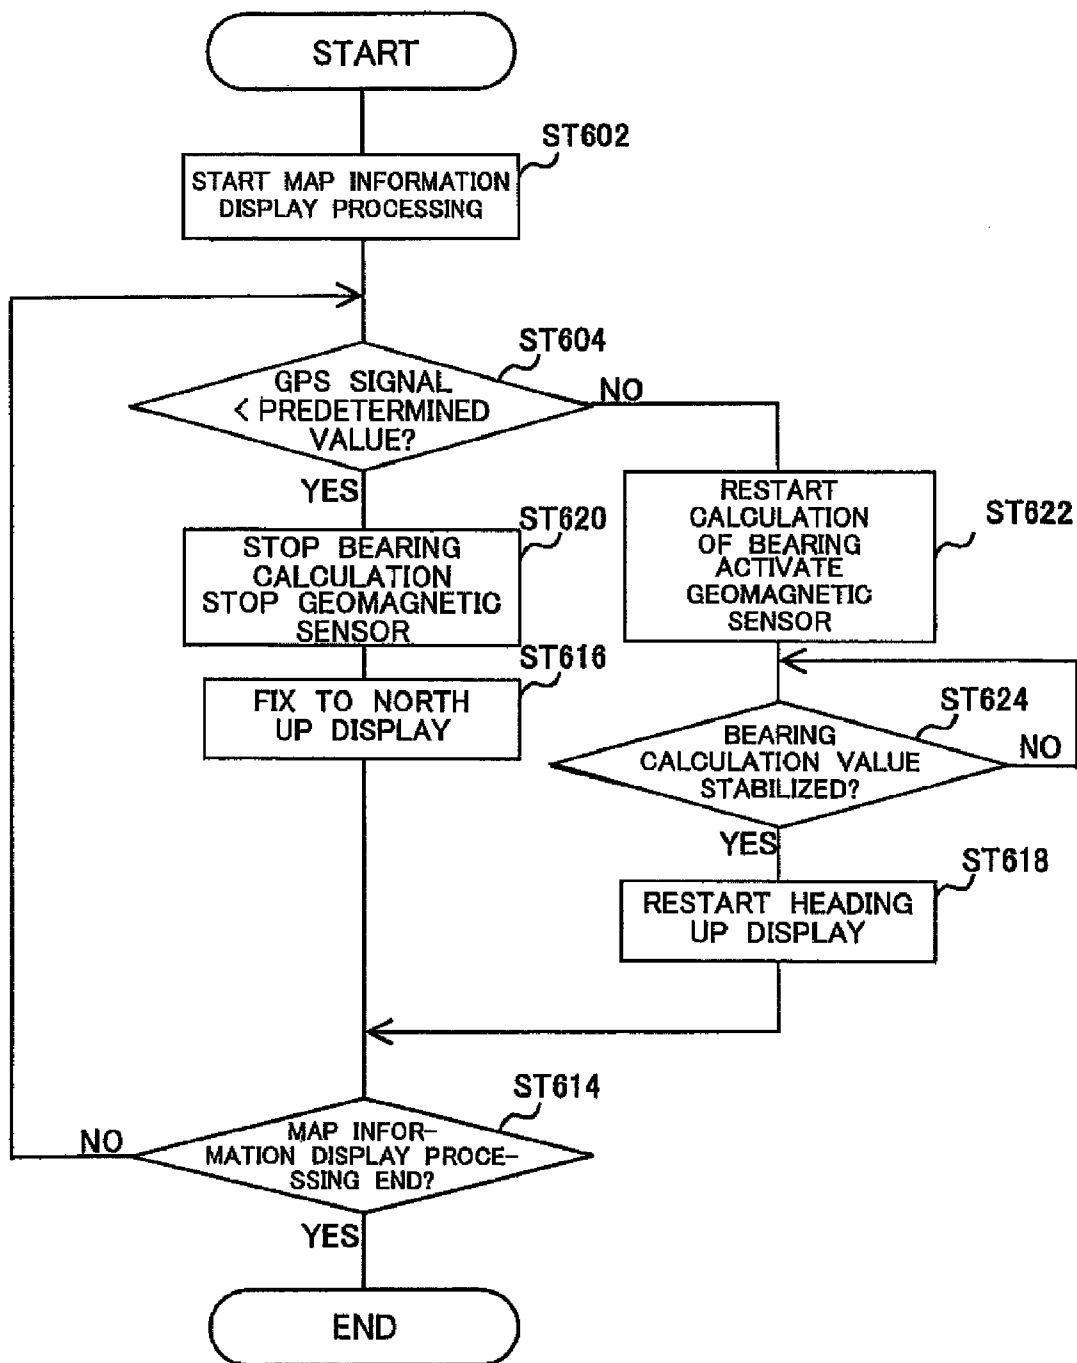 START
ST602
START MAP INFORMATION
DISPLAY PROCESSING
ST604
GPS SIGNAL
< PREDETERMINED
VALUE?
NO
YES
ST620
STOP BEARING
CALCULATION
STOP GEOMAGNETIC
SENSOR
ST622
RESTART
CALCULATION
OF BEARING
ACTIVATE
GEOMAGNETIC
SENSOR
ST616
FIX TO NORTH
UP DISPLAY
ST624
BEARING
CALCULATION VALUE
STABILIZED?
NO
YES
ST618
RESTART HEADING
UP DISPLAY
ST614
MAP INFOR-
MATION DISPLAY PROCE-
SSING END?
NO
YES
END